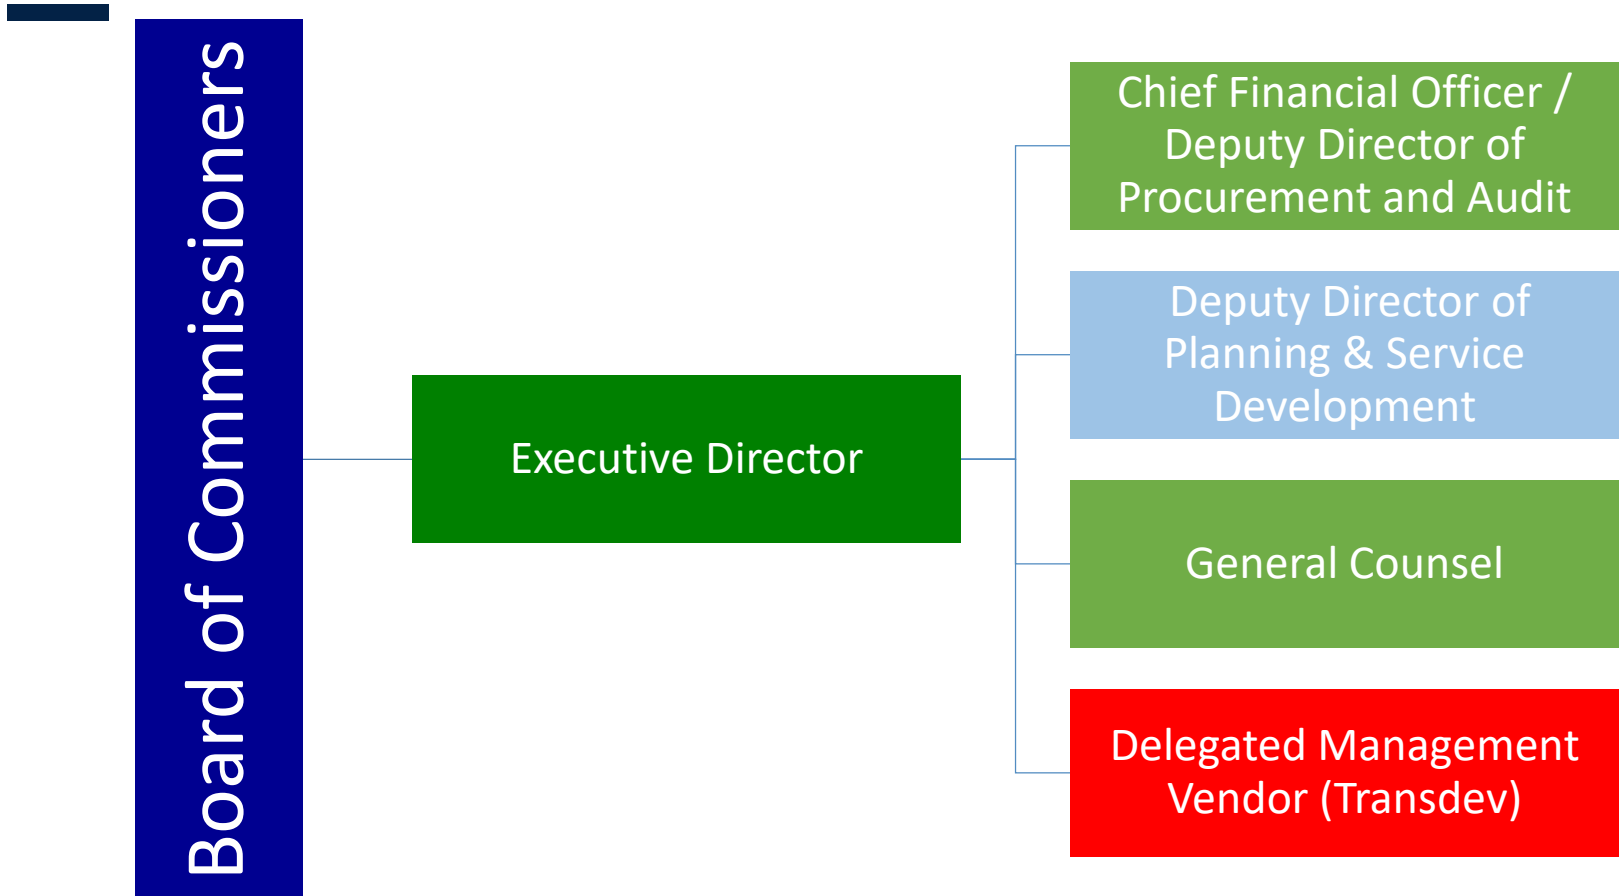 Board of Commissioners
Executive Director
Chief Financial Officer /
Deputy Director of
Procurement and Audit
Deputy Director of
Planning & Service
Development
General Counsel
Delegated Management
Vendor (Transdev)